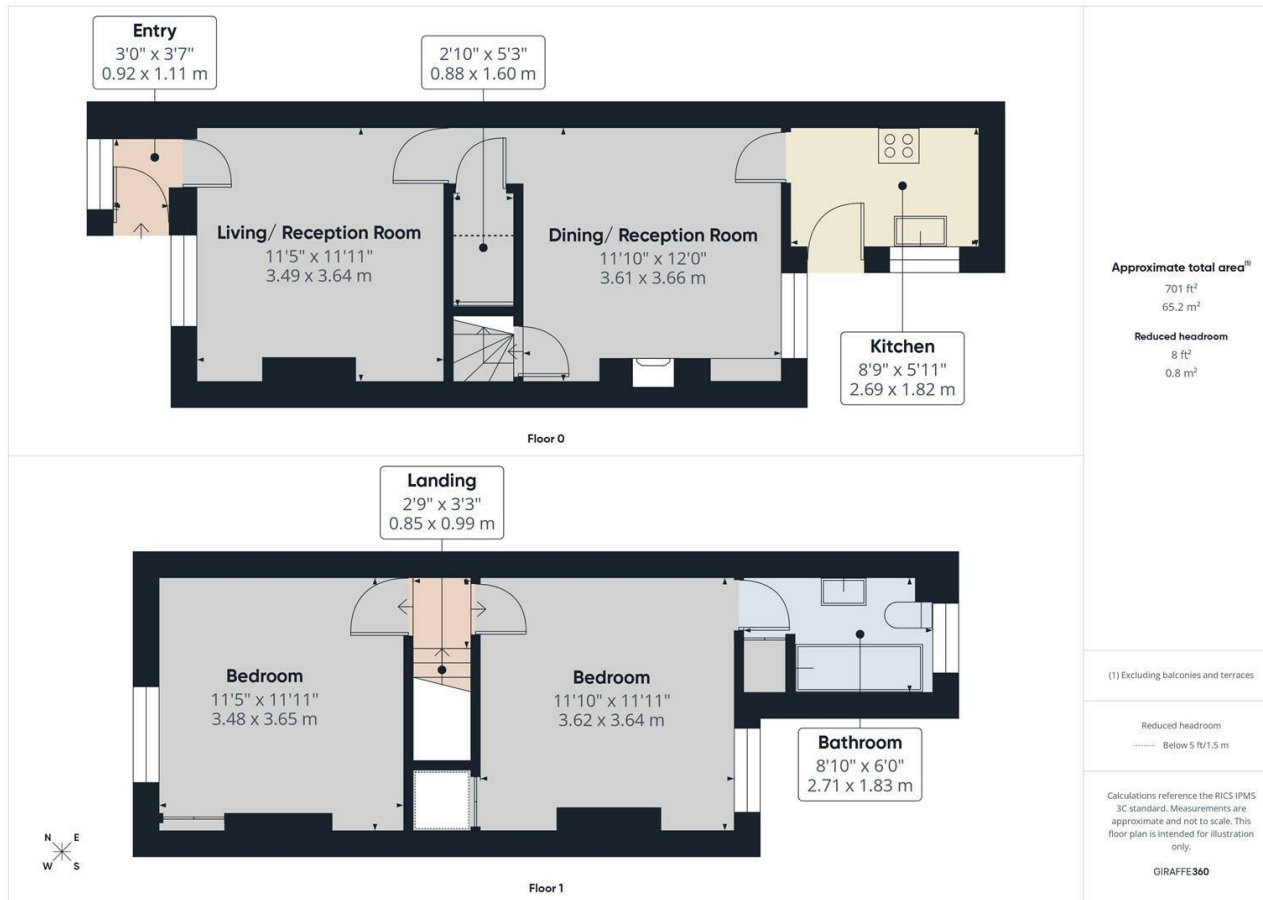 Entry
3'0" x 3'7"
0.92 x 1.11 m
2'10" x 5'3"
0.88 x 1.60 m
Living/ Reception Room
11'5" x 11'11"
3.49 x 3.64 m
Dining/ Reception Room
11'10" x 12'0"
3.61 x 3.66 m
Kitchen
8'9" x 5'11"
2.69 x 1.82 m
Floor 0
Landing
2'9" x 3'3"
0.85 x 0.99 m
Bedroom
11'5" x 11'11"
3.48 x 3.65 m
Bedroom
11'10" x 11'11"
3.62 x 3.64 m
Bathroom
8'10" x 6'0"
2.71 x 1.83 m
N E
W S
Floor 1
Approximate total area(1)
701 ft²
65.2 m²
Reduced headroom
8 ft²
0.8 m²
(1) Excluding balconies and terraces
Reduced headroom
Below 5 ft/1.5 m
Calculations reference the RICS IPMS
3C standard. Measurements are
approximate and not to scale. This
floor plan is intended for illustration
only.
GIRAFFE360